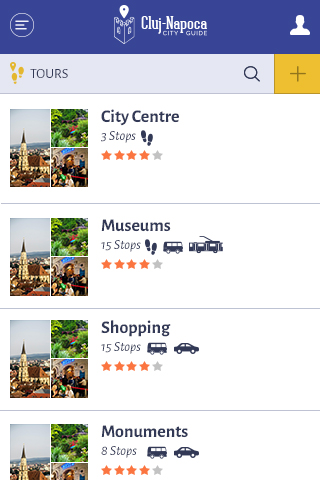 Cluj-Napoca
CITY GUIDE
TOURS
City Centre
3 Stops
Museums
15 Stops
Shopping
15 Stops
Monuments
8 Stops